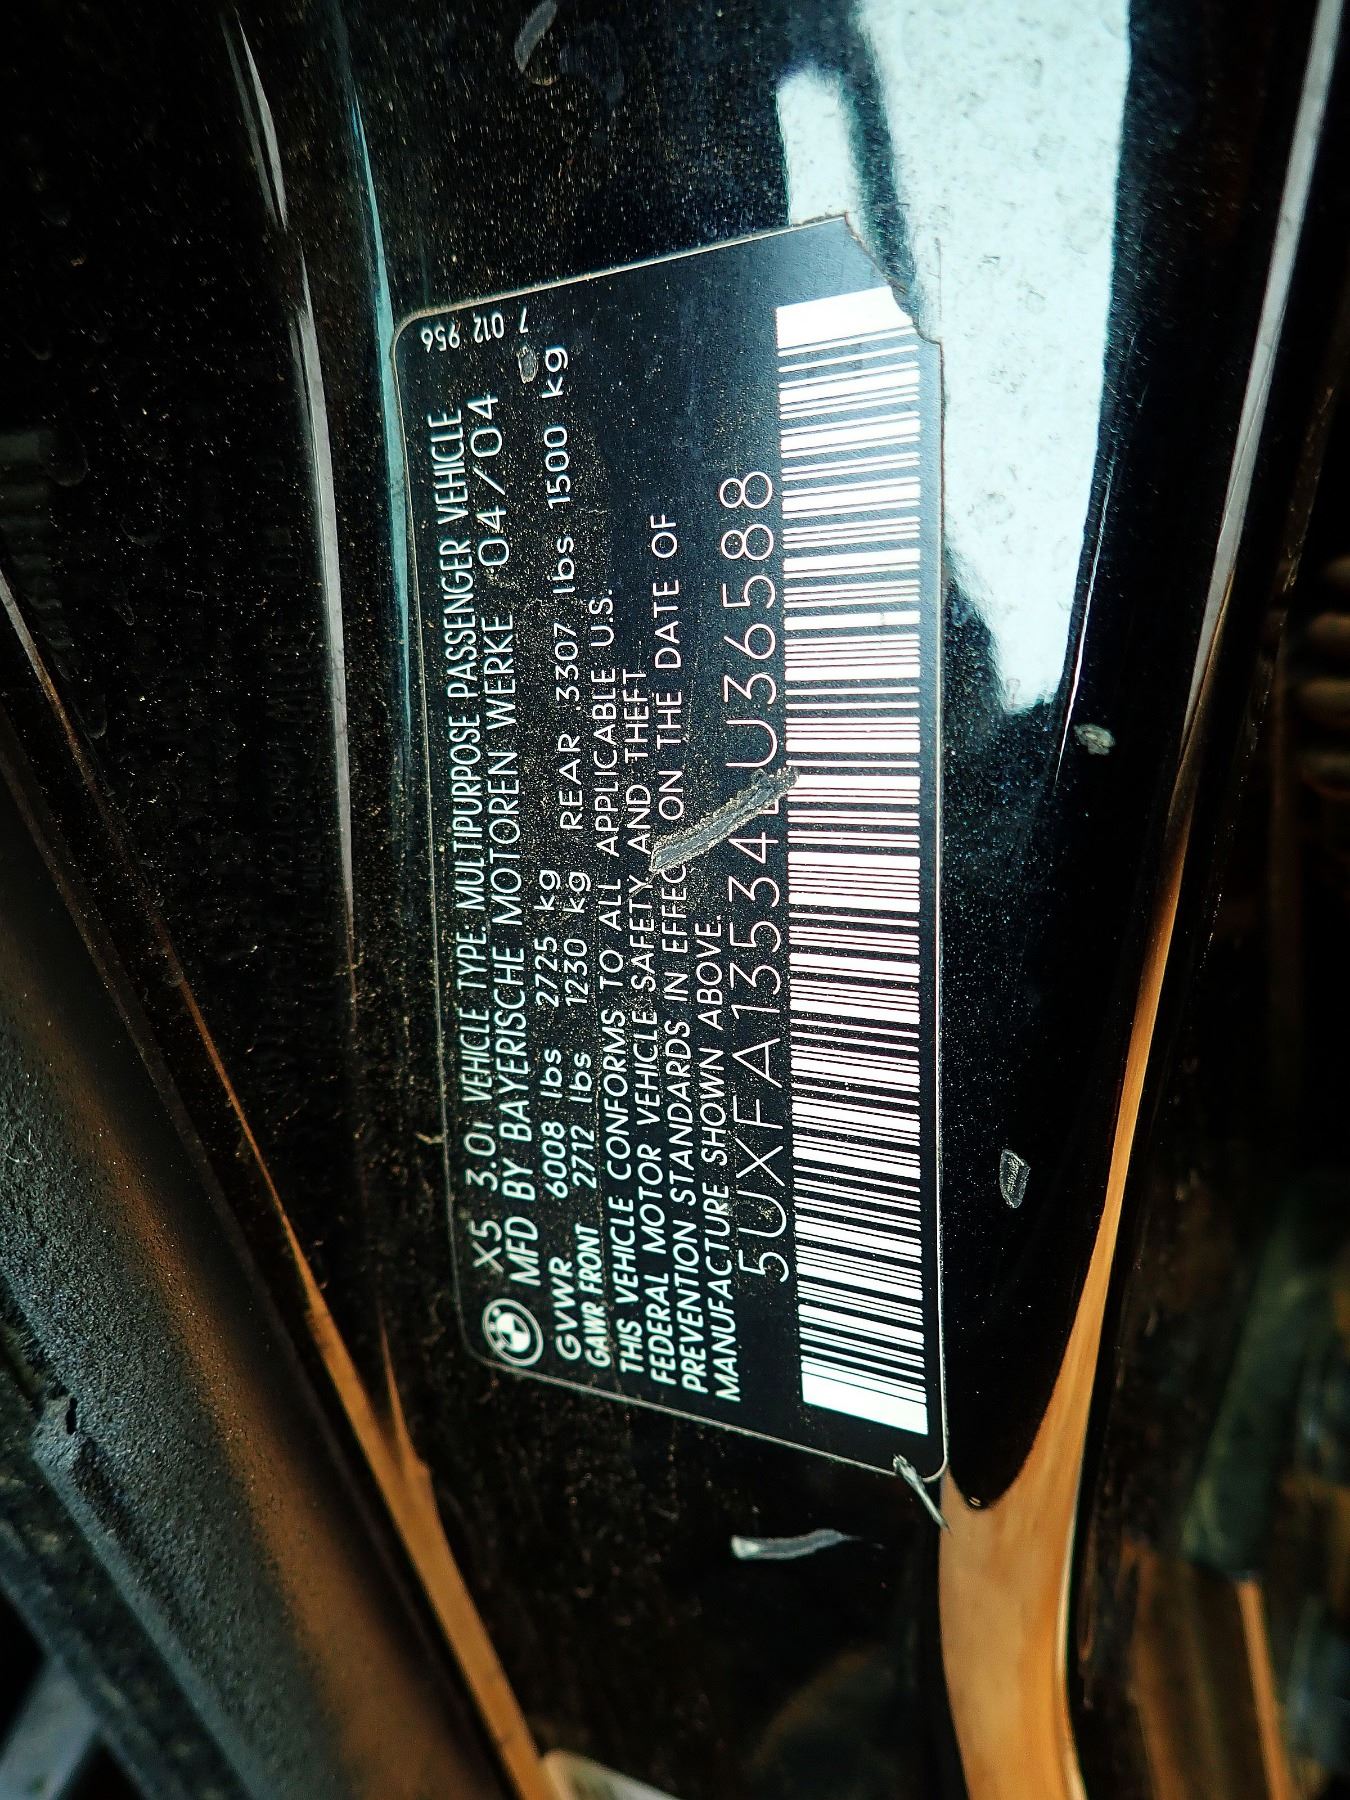 X5 3.0i VEHICLE TYPE: MULTIPURPOSE PASSENGER VEHICLE
MFD BY BAYERISCHE MOTOREN WERKE 04/04
7 012 956
GVWR 6008 lbs 2725 kg
GAWR FRONT 2712 lbs 1230 kg REAR 3307 lbs 1500 kg
THIS VEHICLE CONFORMS TO ALL APPLICABLE U.S.
FEDERAL MOTOR VEHICLE SAFETY AND THEFT
PREVENTION STANDARDS IN EFFECT ON THE DATE OF
MANUFACTURE SHOWN ABOVE.
5UXFA13534LU36588